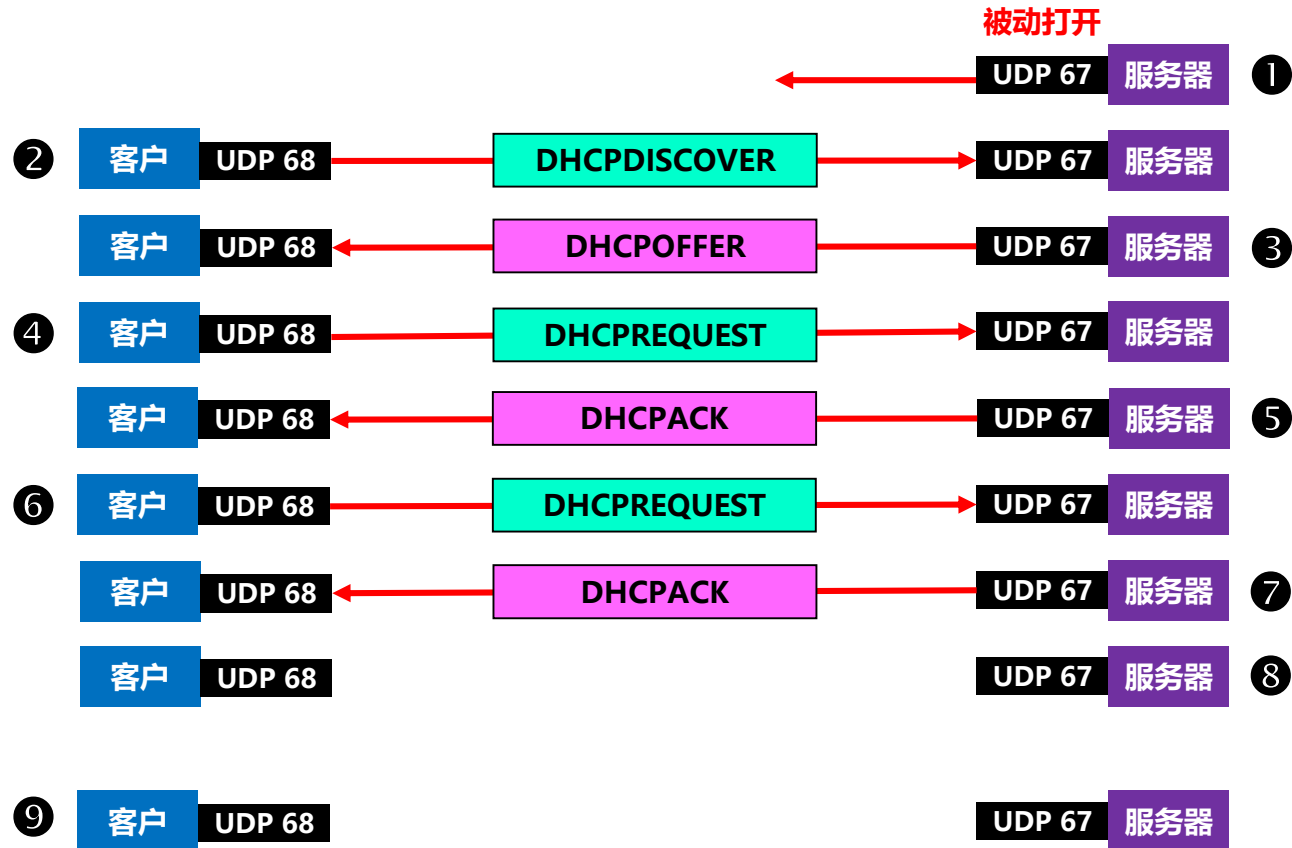 被动打开
UDP 67 服务器 ❶
❷ 客户 UDP 68 DHCPDISCOVER UDP 67 服务器
客户 UDP 68 DHCPOFFER UDP 67 服务器 ❸
❹ 客户 UDP 68 DHCPREQUEST UDP 67 服务器
客户 UDP 68 DHCPACK UDP 67 服务器 ❺
❻ 客户 UDP 68 DHCPREQUEST UDP 67 服务器
客户 UDP 68 DHCPACK UDP 67 服务器 ❼
客户 UDP 68 UDP 67 服务器 ❽
❾ 客户 UDP 68 UDP 67 服务器